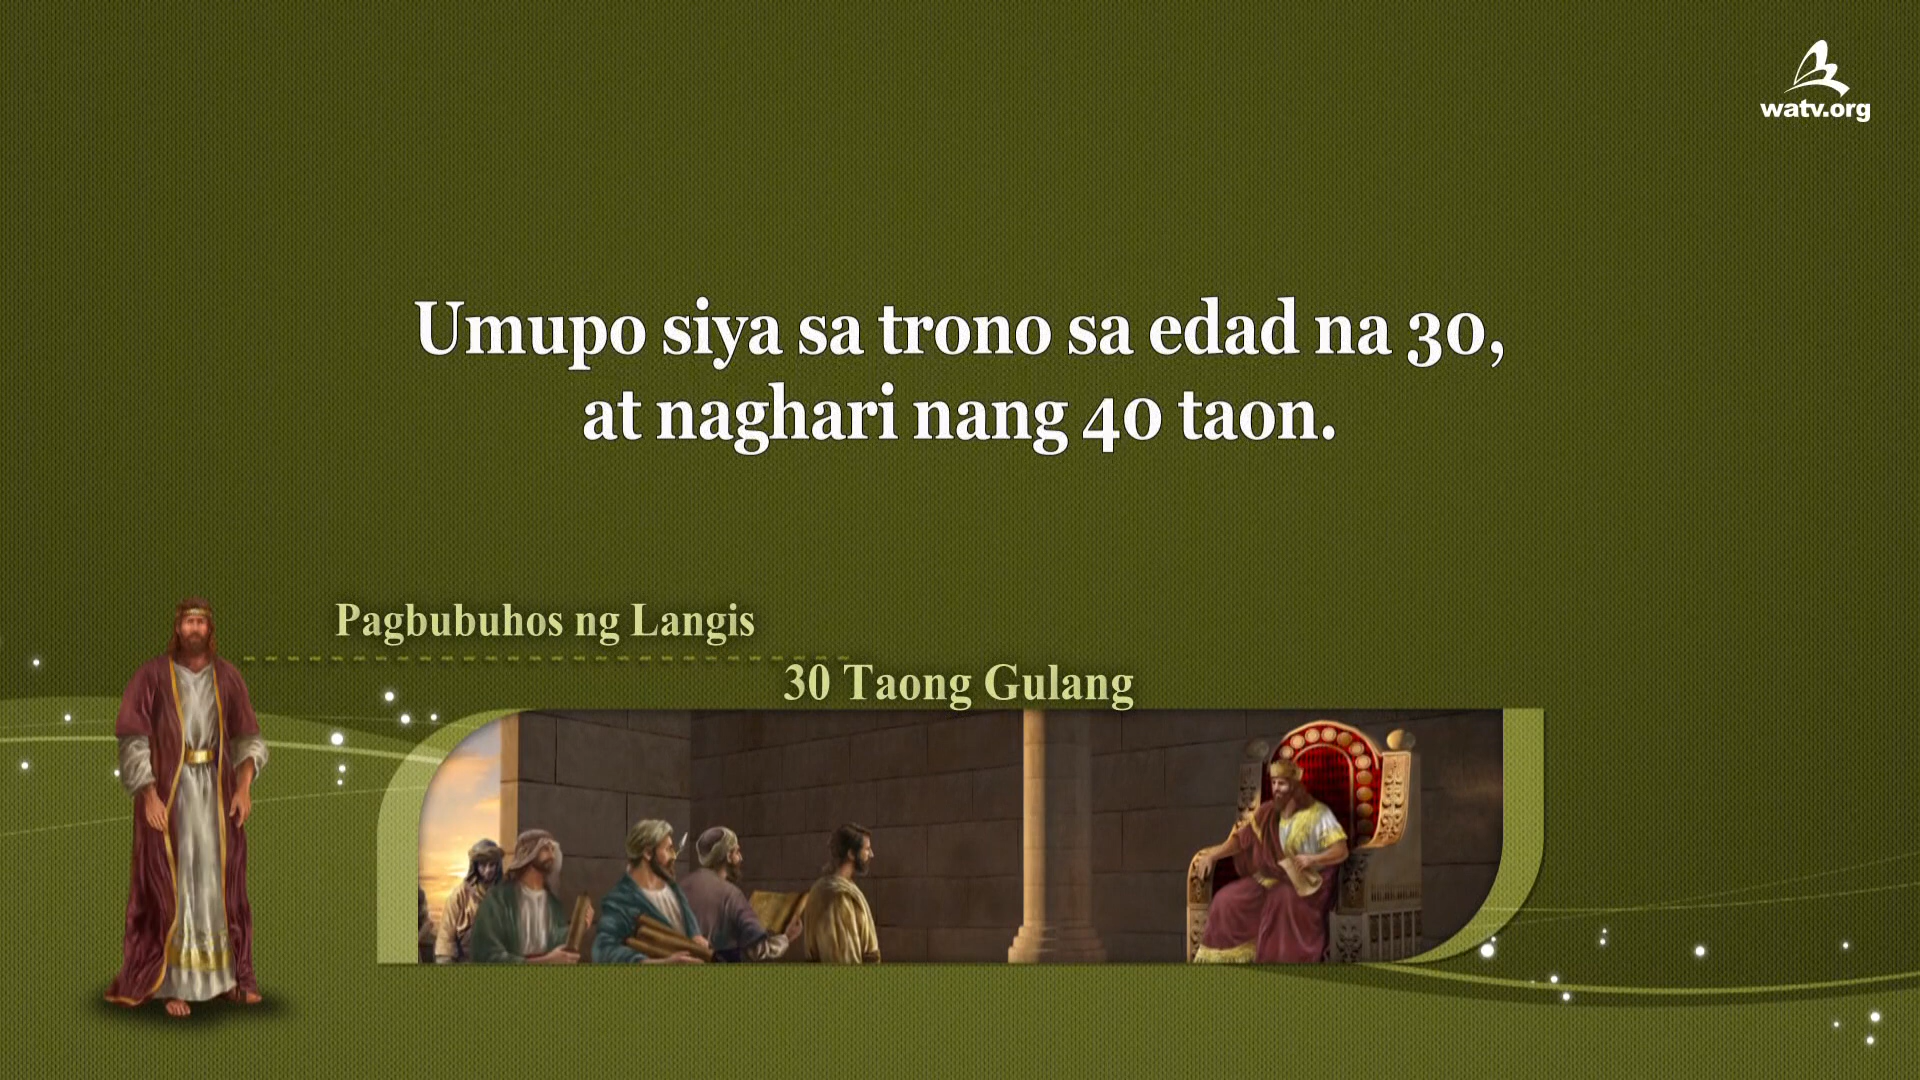 watv.org
Umupo siya sa trono sa edad na 30,
at naghari nang 40 taon.
Pagbubuhos ng Langis
30 Taong Gulang